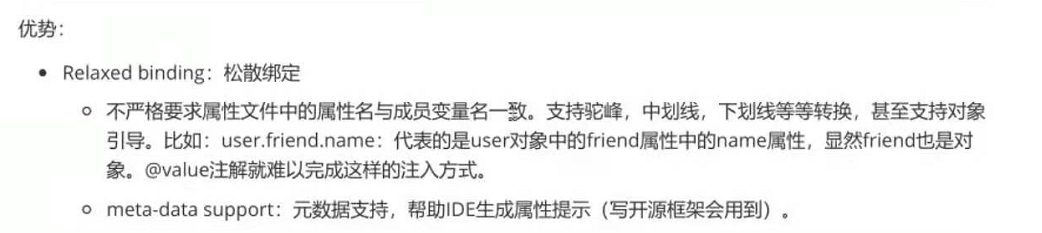 优势：
Relaxed binding：松散绑定
不严格要求属性文件中的属性名与成员变量名一致。支持驼峰，中划线，下划线等等转换，甚至支持对象
引导。比如：user.friend.name：代表的是user对象中的friend属性中的name属性，显然friend也是对
象。@value注解就难以完成这样的注入方式。
meta-data support：元数据支持，帮助IDE生成属性提示（写开源框架会用到）。